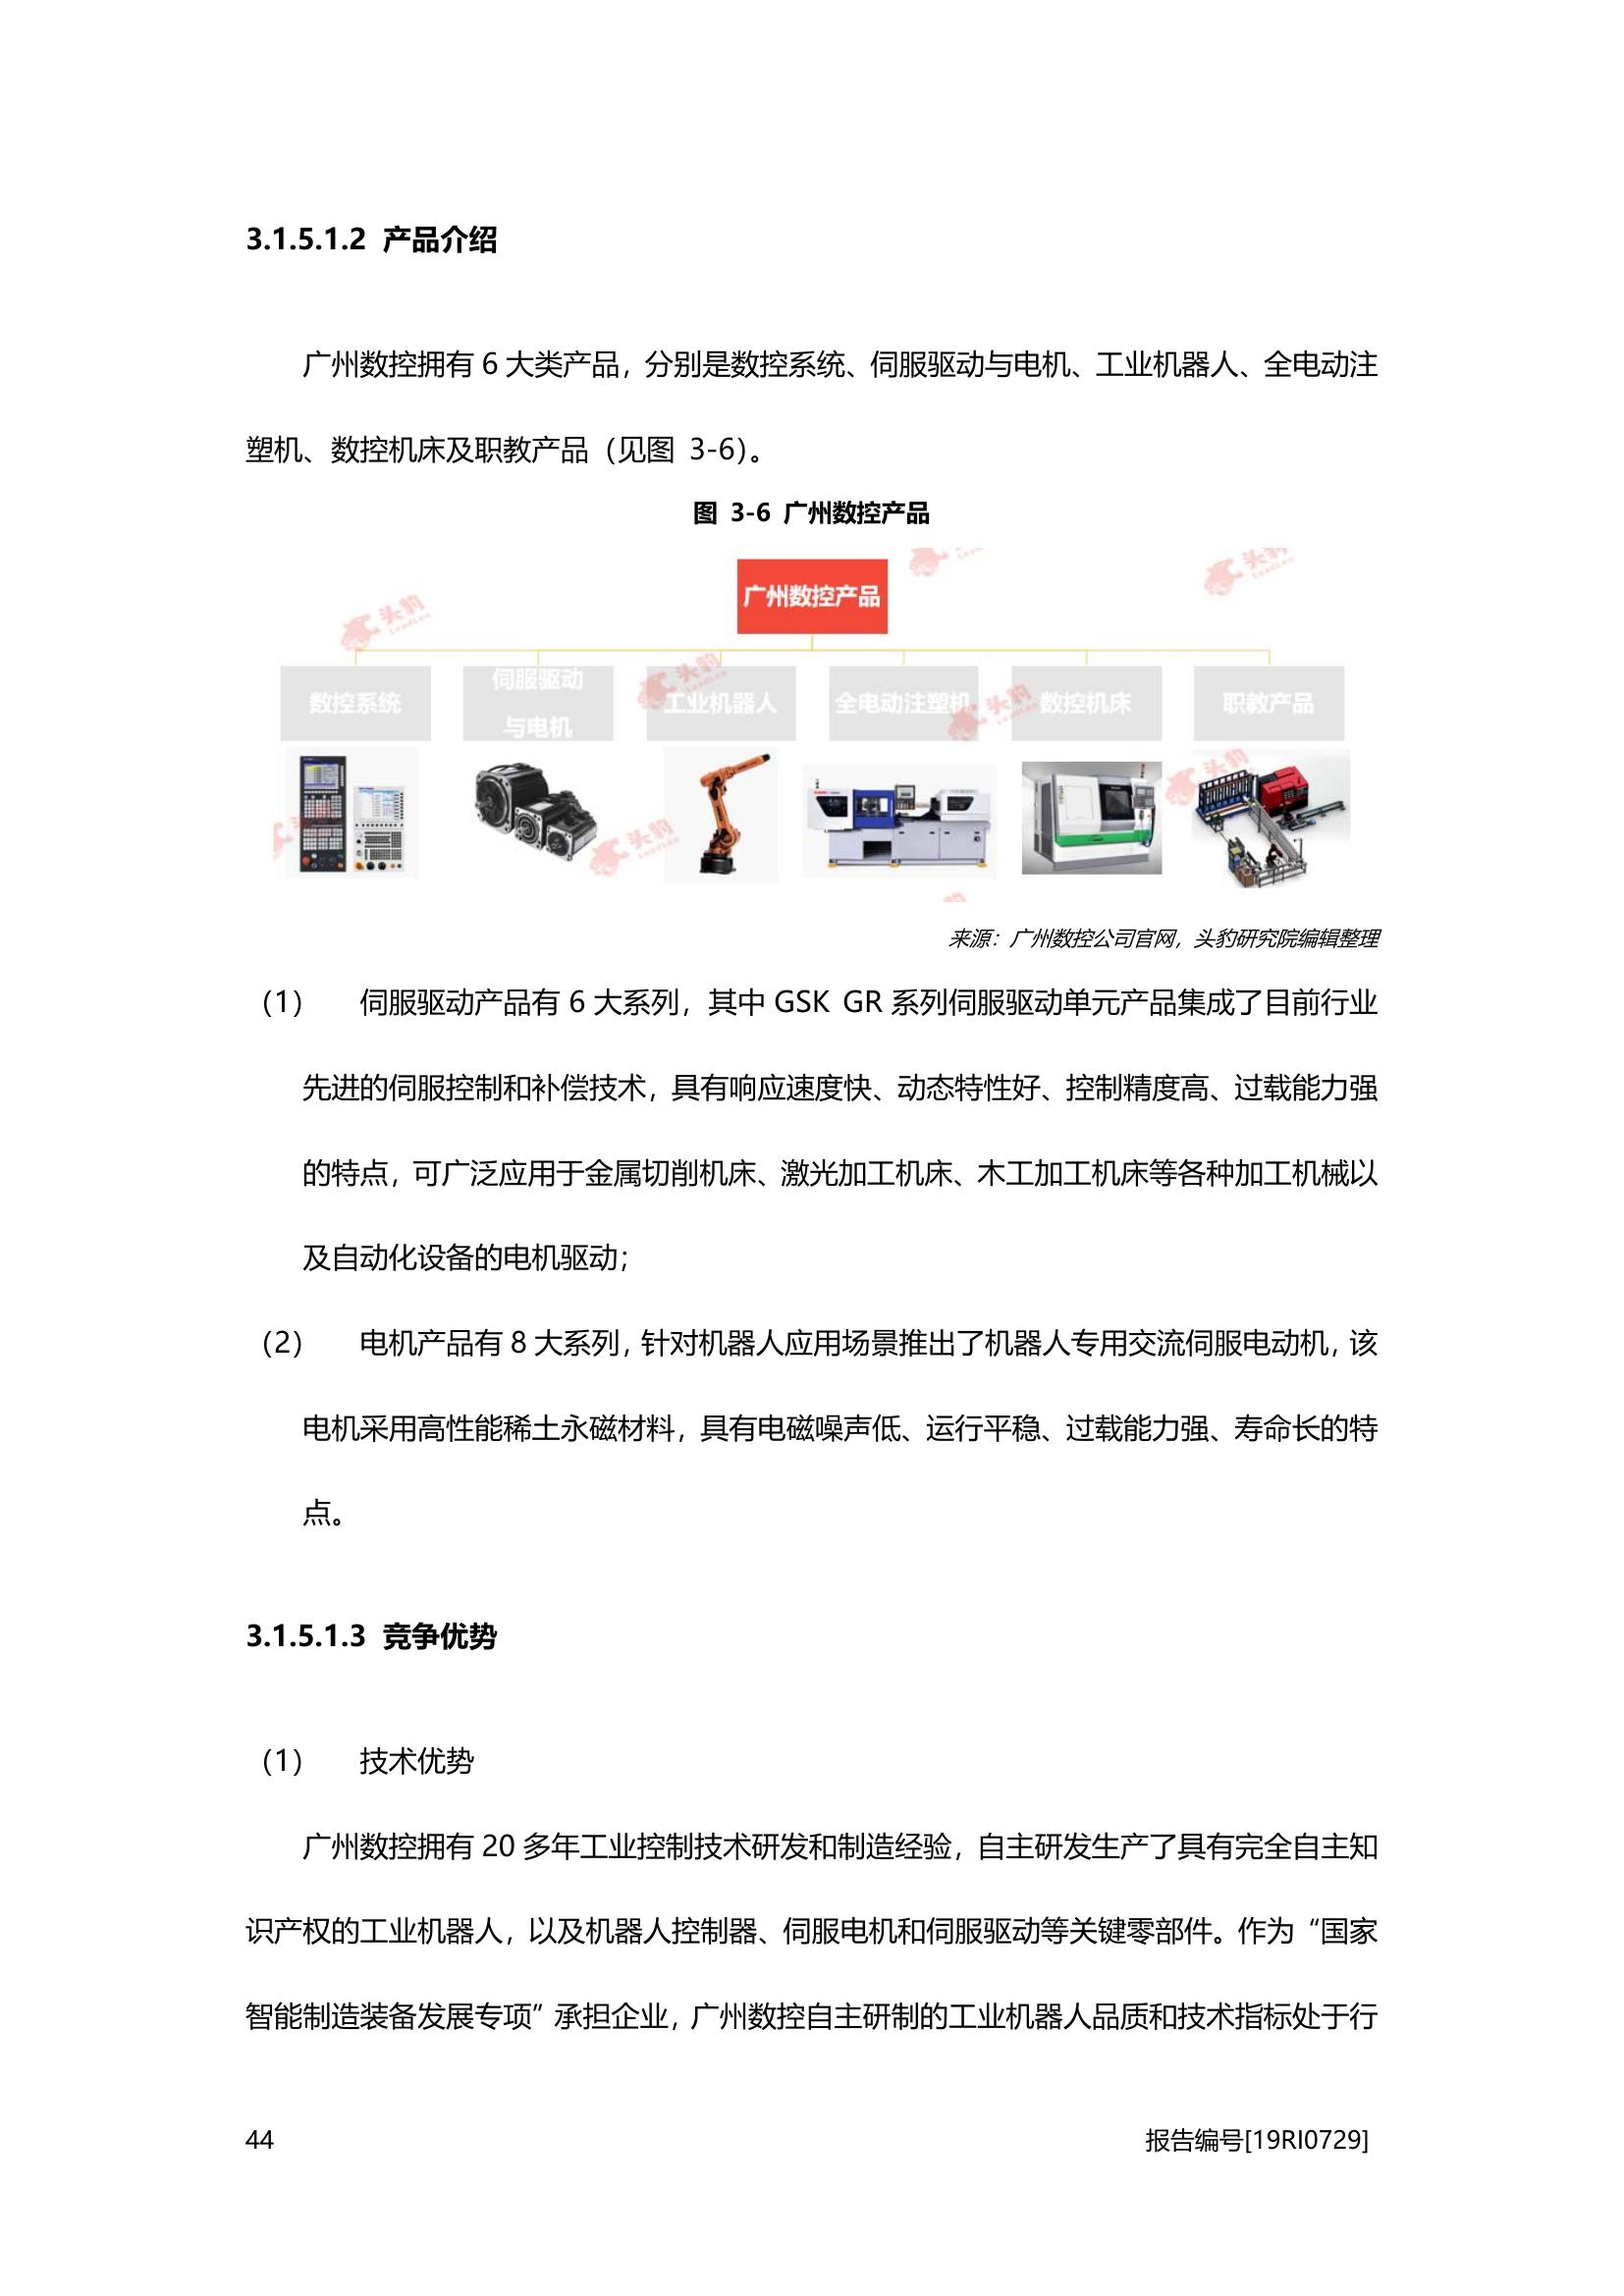 3.1.5.1.2 产品介绍
广州数控拥有 6 大类产品，分别是数控系统、伺服驱动与电机、工业机器人、全电动注
塑机、数控机床及职教产品（见图 3-6）。
图 3-6 广州数控产品
广州数控产品
数控系统
伺服驱动
与电机
工业机器人
全电动注塑机
数控机床
职教产品
头豹
LeadLeo
来源：广州数控公司官网，头豹研究院编辑整理
（1） 伺服驱动产品有 6 大系列，其中 GSK GR 系列伺服驱动单元产品集成了目前行业
先进的伺服控制和补偿技术，具有响应速度快、动态特性好、控制精度高、过载能力强
的特点，可广泛应用于金属切削机床、激光加工机床、木工加工机床等各种加工机械以
及自动化设备的电机驱动；
（2） 电机产品有 8 大系列，针对机器人应用场景推出了机器人专用交流伺服电动机，该
电机采用高性能稀土永磁材料，具有电磁噪声低、运行平稳、过载能力强、寿命长的特
点。
3.1.5.1.3 竞争优势
（1） 技术优势
广州数控拥有 20 多年工业控制技术研发和制造经验，自主研发生产了具有完全自主知
识产权的工业机器人，以及机器人控制器、伺服电机和伺服驱动等关键零部件。作为“国家
智能制造装备发展专项”承担企业，广州数控自主研制的工业机器人品质和技术指标处于行
44
报告编号[19RI0729]